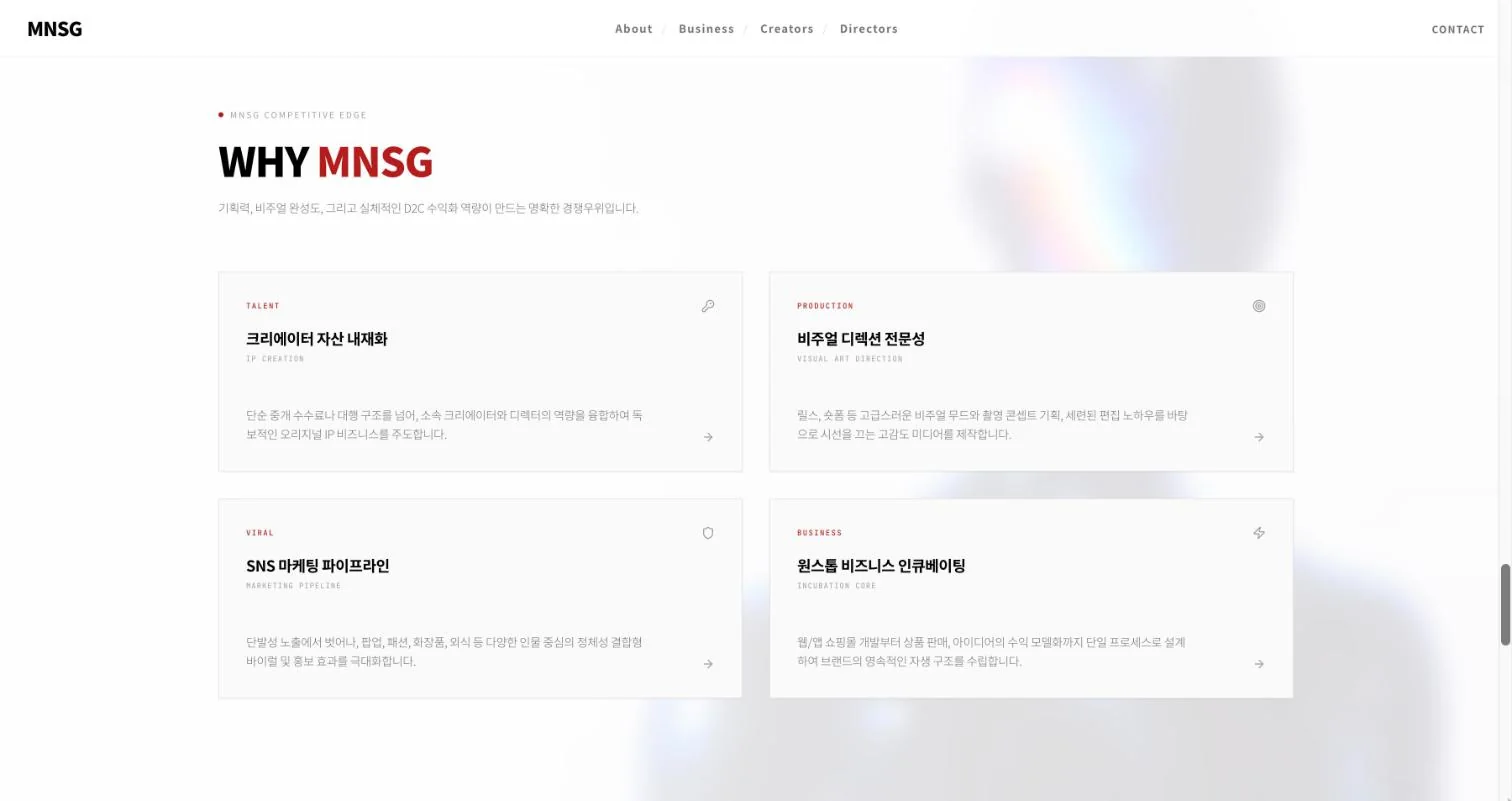 MNSG
About / Business / Creators / Directors
CONTACT
MNSG COMPETITIVE EDGE
WHY MNSG
기획력, 비주얼 완성도, 그리고 실체적인 D2C 수익화 역량이 만드는 명확한 경쟁우위입니다.
TALENT
크리에이터 자산 내재화
IP CREATION
단순 중개 수수료나 대행 구조를 넘어, 소속 크리에이터와 디렉터의 역량을 융합하여 독
보적인 오리지널 IP 비즈니스를 주도합니다.
PRODUCTION
비주얼 디렉션 전문성
VISUAL ART DIRECTION
릴스, 숏폼 등 고급스러운 비주얼 무드와 촬영 콘셉트 기획, 세련된 편집 노하우를 바탕
으로 시선을 끄는 고감도 미디어를 제작합니다.
VIRAL
SNS 마케팅 파이프라인
MARKETING PIPELINE
단발성 노출에서 벗어나, 팝업, 패션, 화장품, 외식 등 다양한 인물 중심의 정체성 결합형
바이럴 및 홍보 효과를 극대화합니다.
BUSINESS
원스톱 비즈니스 인큐베이팅
INCUBATION CORE
웹/앱 쇼핑몰 개발부터 상품 판매, 아이디어의 수익 모델화까지 단일 프로세스로 설계
하여 브랜드의 영속적인 자생 구조를 수립합니다.